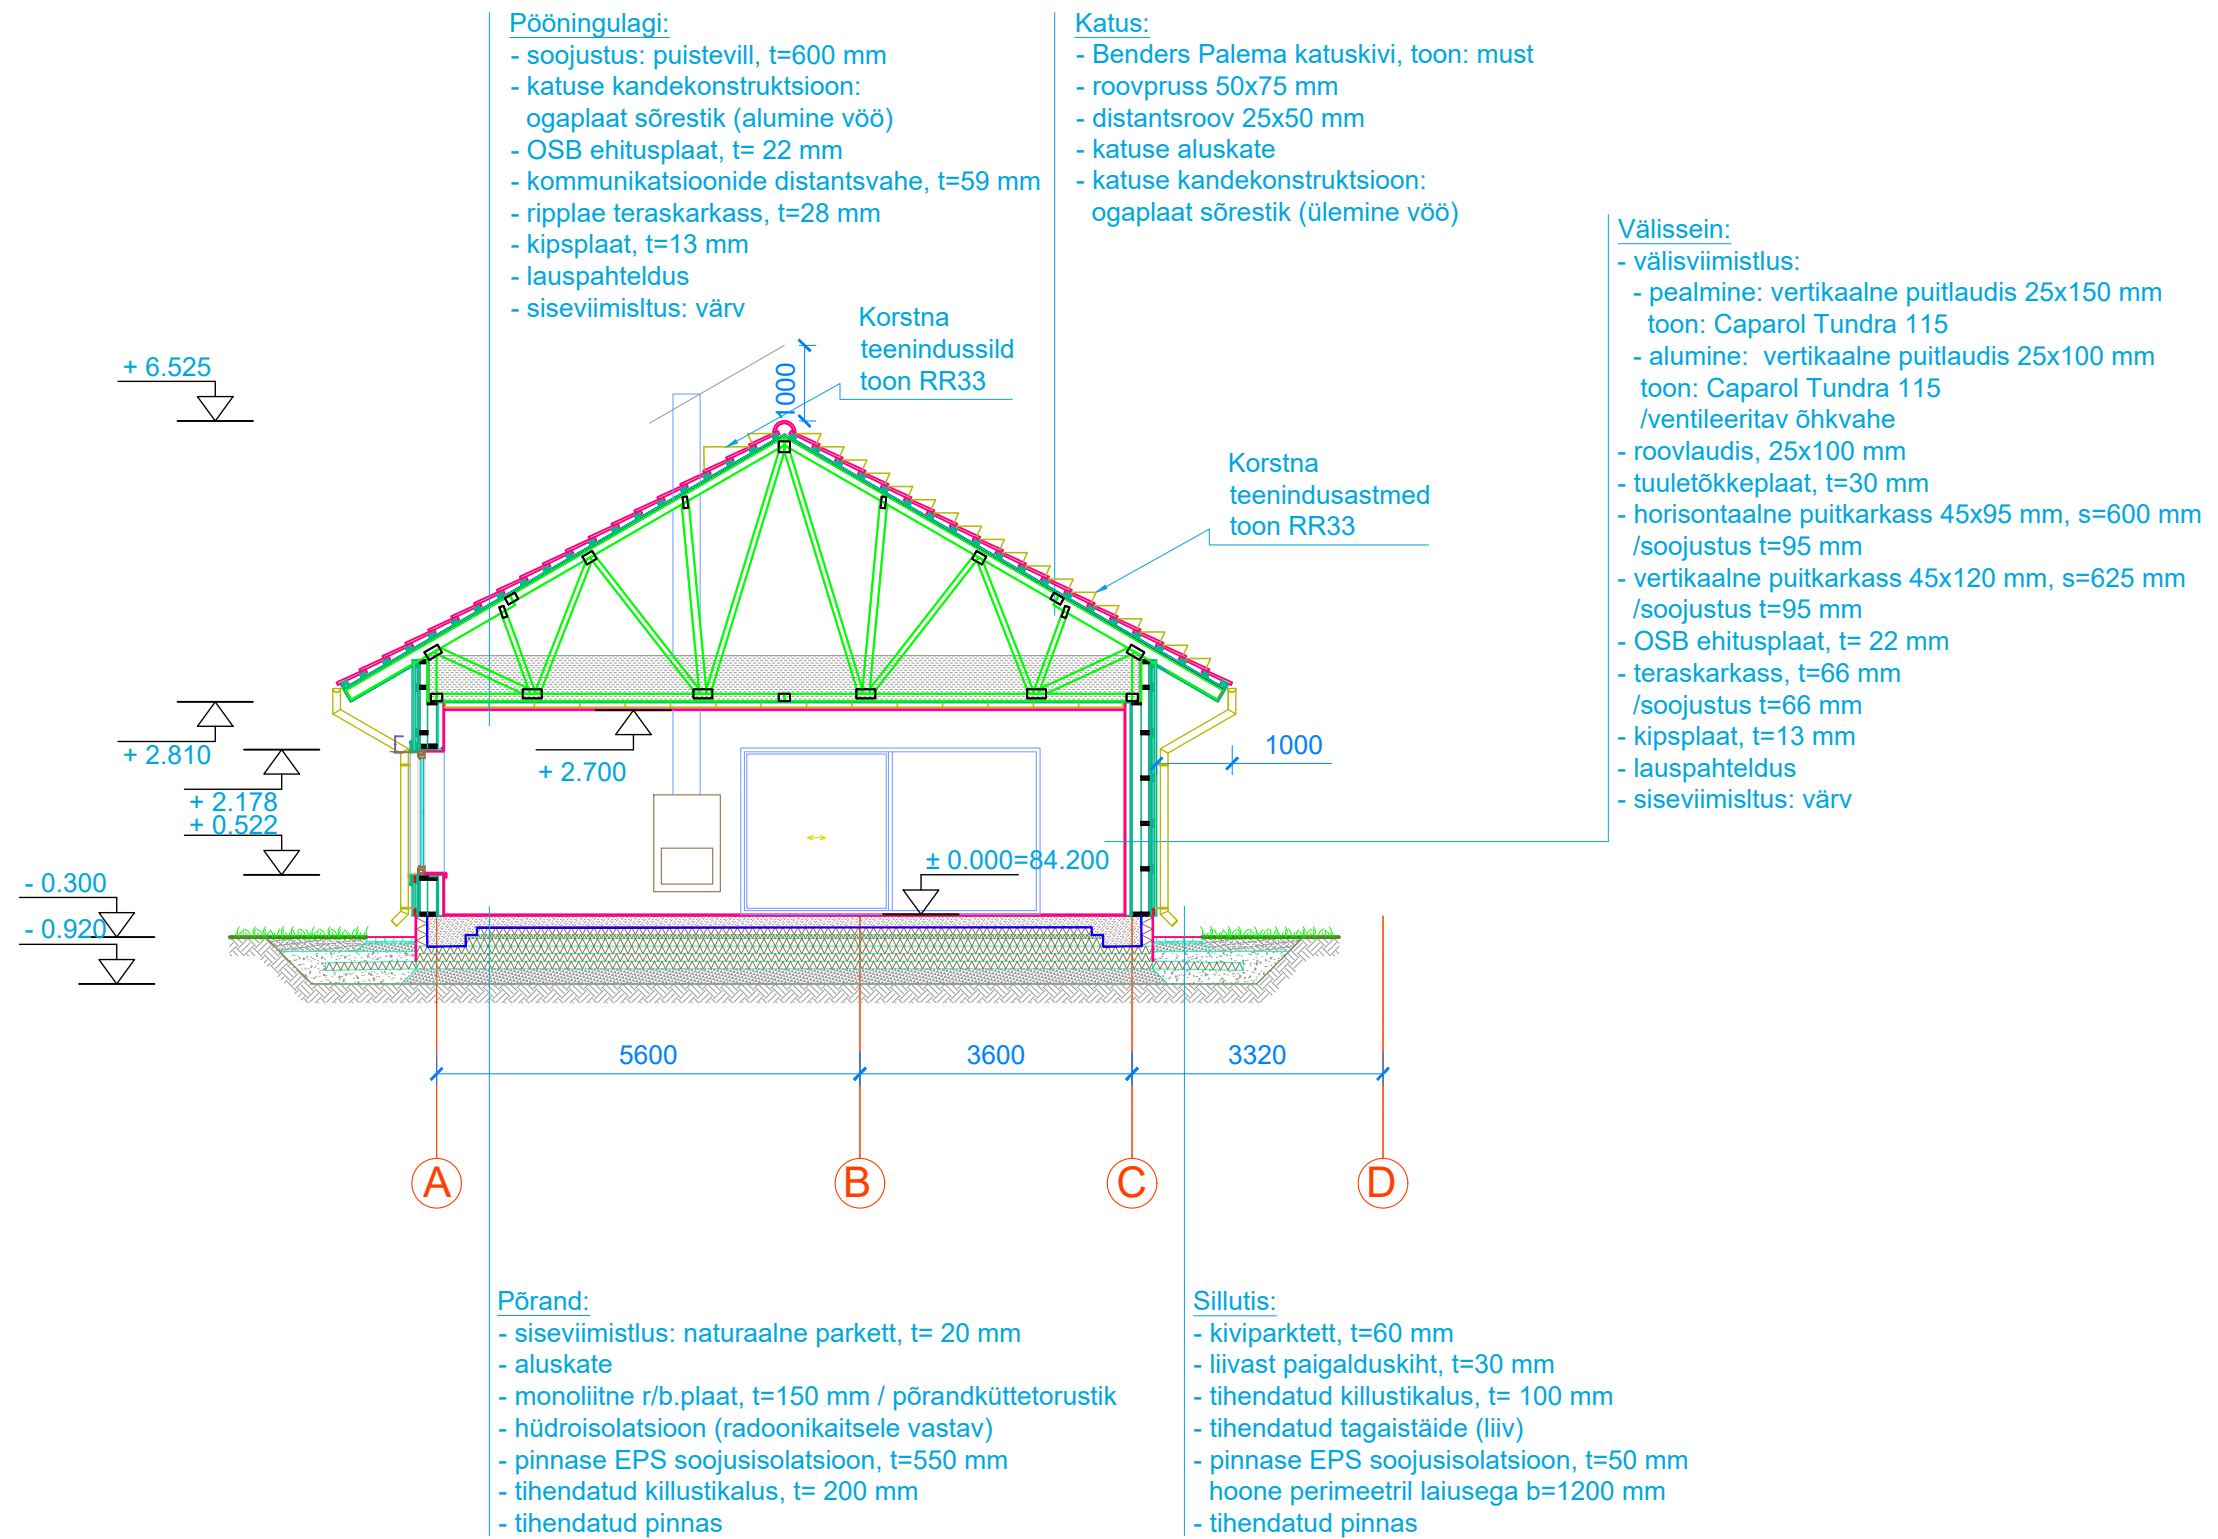 Pööningulagi:
- soojustus: puistevill, t=600 mm
- katuse kandekonstruktsioon:
ogaplaat sõrestik (alumine vöö)
- OSB ehitusplaat, t= 22 mm
- kommunikatsioonide distantsvahe, t=59 mm
- ripplae teraskarkass, t=28 mm
- kipsplaat, t=13 mm
- lauspahteldus
- siseviimisltus: värv
Katus:
- Benders Palema katuskivi, toon: must
- roovpruss 50x75 mm
- distantsroov 25x50 mm
- katuse aluskate
- katuse kandekonstruktsioon:
ogaplaat sõrestik (ülemine vöö)
Välissein:
- välisviimistlus:
- pealmine: vertikaalne puitlaudis 25x150 mm
toon: Caparol Tundra 115
- alumine: vertikaalne puitlaudis 25x100 mm
toon: Caparol Tundra 115
/ventileeritav õhkvahe
- roovlaudis, 25x100 mm
- tuuletõkkeplaat, t=30 mm
- horisontaalne puitkarkass 45x95 mm, s=600 mm
/soojustus t=95 mm
- vertikaalne puitkarkass 45x120 mm, s=625 mm
/soojustus t=95 mm
- OSB ehitusplaat, t= 22 mm
- teraskarkass, t=66 mm
/soojustus t=66 mm
- kipsplaat, t=13 mm
- lauspahteldus
- siseviimisltus: värv
Korstna
teenindussild
toon RR33
1000
Korstna
teenindusastmed
toon RR33
+ 6.525
+ 2.810
+ 2.178
+ 0.522
- 0.300
- 0.920
+ 2.700
1000
± 0.000=84.200
5600
3600
3320
A
B
C
D
Põrand:
- siseviimistlus: naturaalne parkett, t= 20 mm
- aluskate
- monoliitne r/b.plaat, t=150 mm / põrandküttetorustik
- hüdroisolatsioon (radoonikaitsele vastav)
- pinnase EPS soojusisolatsioon, t=550 mm
- tihendatud killustikalus, t= 200 mm
- tihendatud pinnas
Sillutis:
- kiviparktett, t=60 mm
- liivast paigalduskiht, t=30 mm
- tihendatud killustikalus, t= 100 mm
- tihendatud tagaistäide (liiv)
- pinnase EPS soojusisolatsioon, t=50 mm
hoone perimeetril laiusega b=1200 mm
- tihendatud pinnas